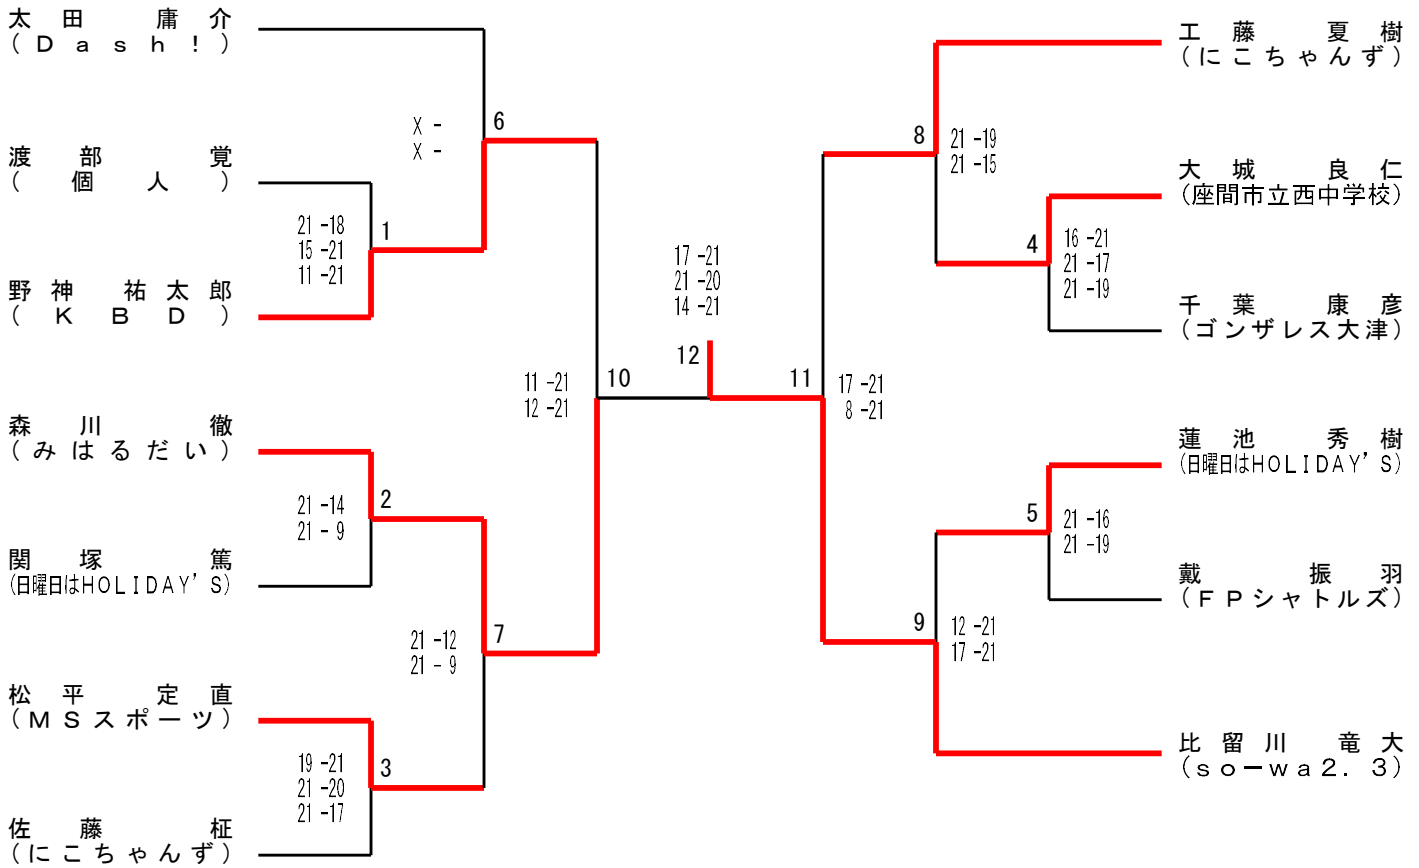 太田 庸介
(Dash!)
渡部 覚
(個人)
野神 祐太郎
(KBD)
森川 徹
(みはるだい)
関塚 篤
(日曜日はHOLIDAY'S)
松平 定直
(MSスポーツ)
佐藤 柾
(にこちゃんず)
21 -18
15 -21
11 -21
1
21 -14
21 - 9
2
19 -21
21 -20
21 -17
3
X -
X -
6
21 -12
21 - 9
7
11 -21
12 -21
10
17 -21
21 -20
14 -21
12
11
17 -21
8 -21
8
21 -19
21 -15
9
12 -21
17 -21
4
16 -21
21 -17
21 -19
5
21 -16
21 -19
工藤 夏樹
(にこちゃんず)
大城 良仁
(座間市立西中学校)
千葉 康彦
(ゴンザレス大津)
蓮池 秀樹
(日曜日はHOLIDAY'S)
戴 振羽
(FPシャトルズ)
比留川 竜大
(so-wa2.3)